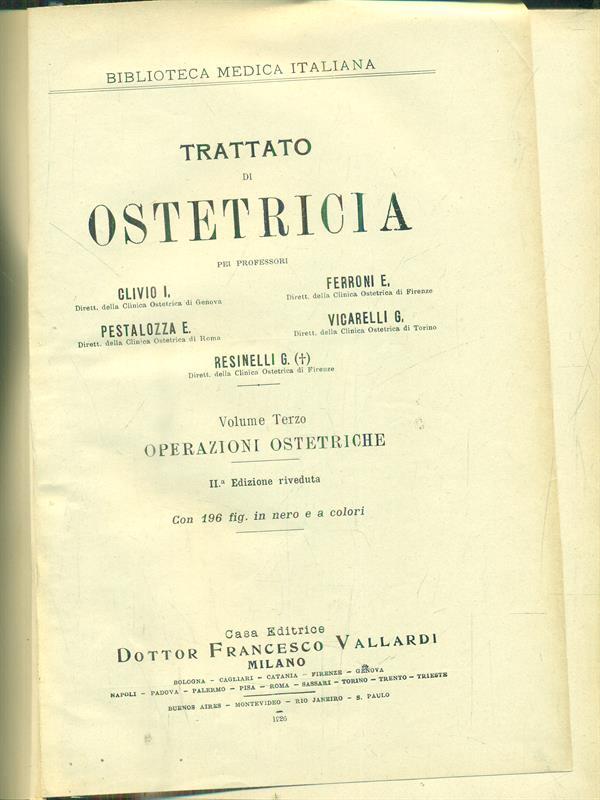 BIBLIOTECA MEDICA ITALIANA
TRATTATO
DI
OSTETRICIA
PEI PROFESSORI
CLIVIO I.
Dirett. della Clinica Ostetrica di Genova
FERRONI E.
Dirett. della Clinica Ostetrica di Firenze
PESTALOZZA E.
Dirett. della Clinica Ostetrica di Roma
VICARELLI G.
Dirett. della Clinica Ostetrica di Torino
RESINELLI G. (†)
Dirett. della Clinica Ostetrica di Firenze
Volume Terzo
OPERAZIONI OSTETRICHE
II.ª Edizione riveduta
Con 196 fig. in nero e a colori
Casa Editrice
DOTTOR FRANCESCO VALLARDI
MILANO
BOLOGNA - CAGLIARI - CATANIA - FIRENZE - GENOVA
NAPOLI - PADOVA - PALERMO - PISA - ROMA - SASSARI - TORINO - TRENTO - TRIESTE
BUENOS AIRES - MONTEVIDEO - RIO JANEIRO - S. PAULO
1926